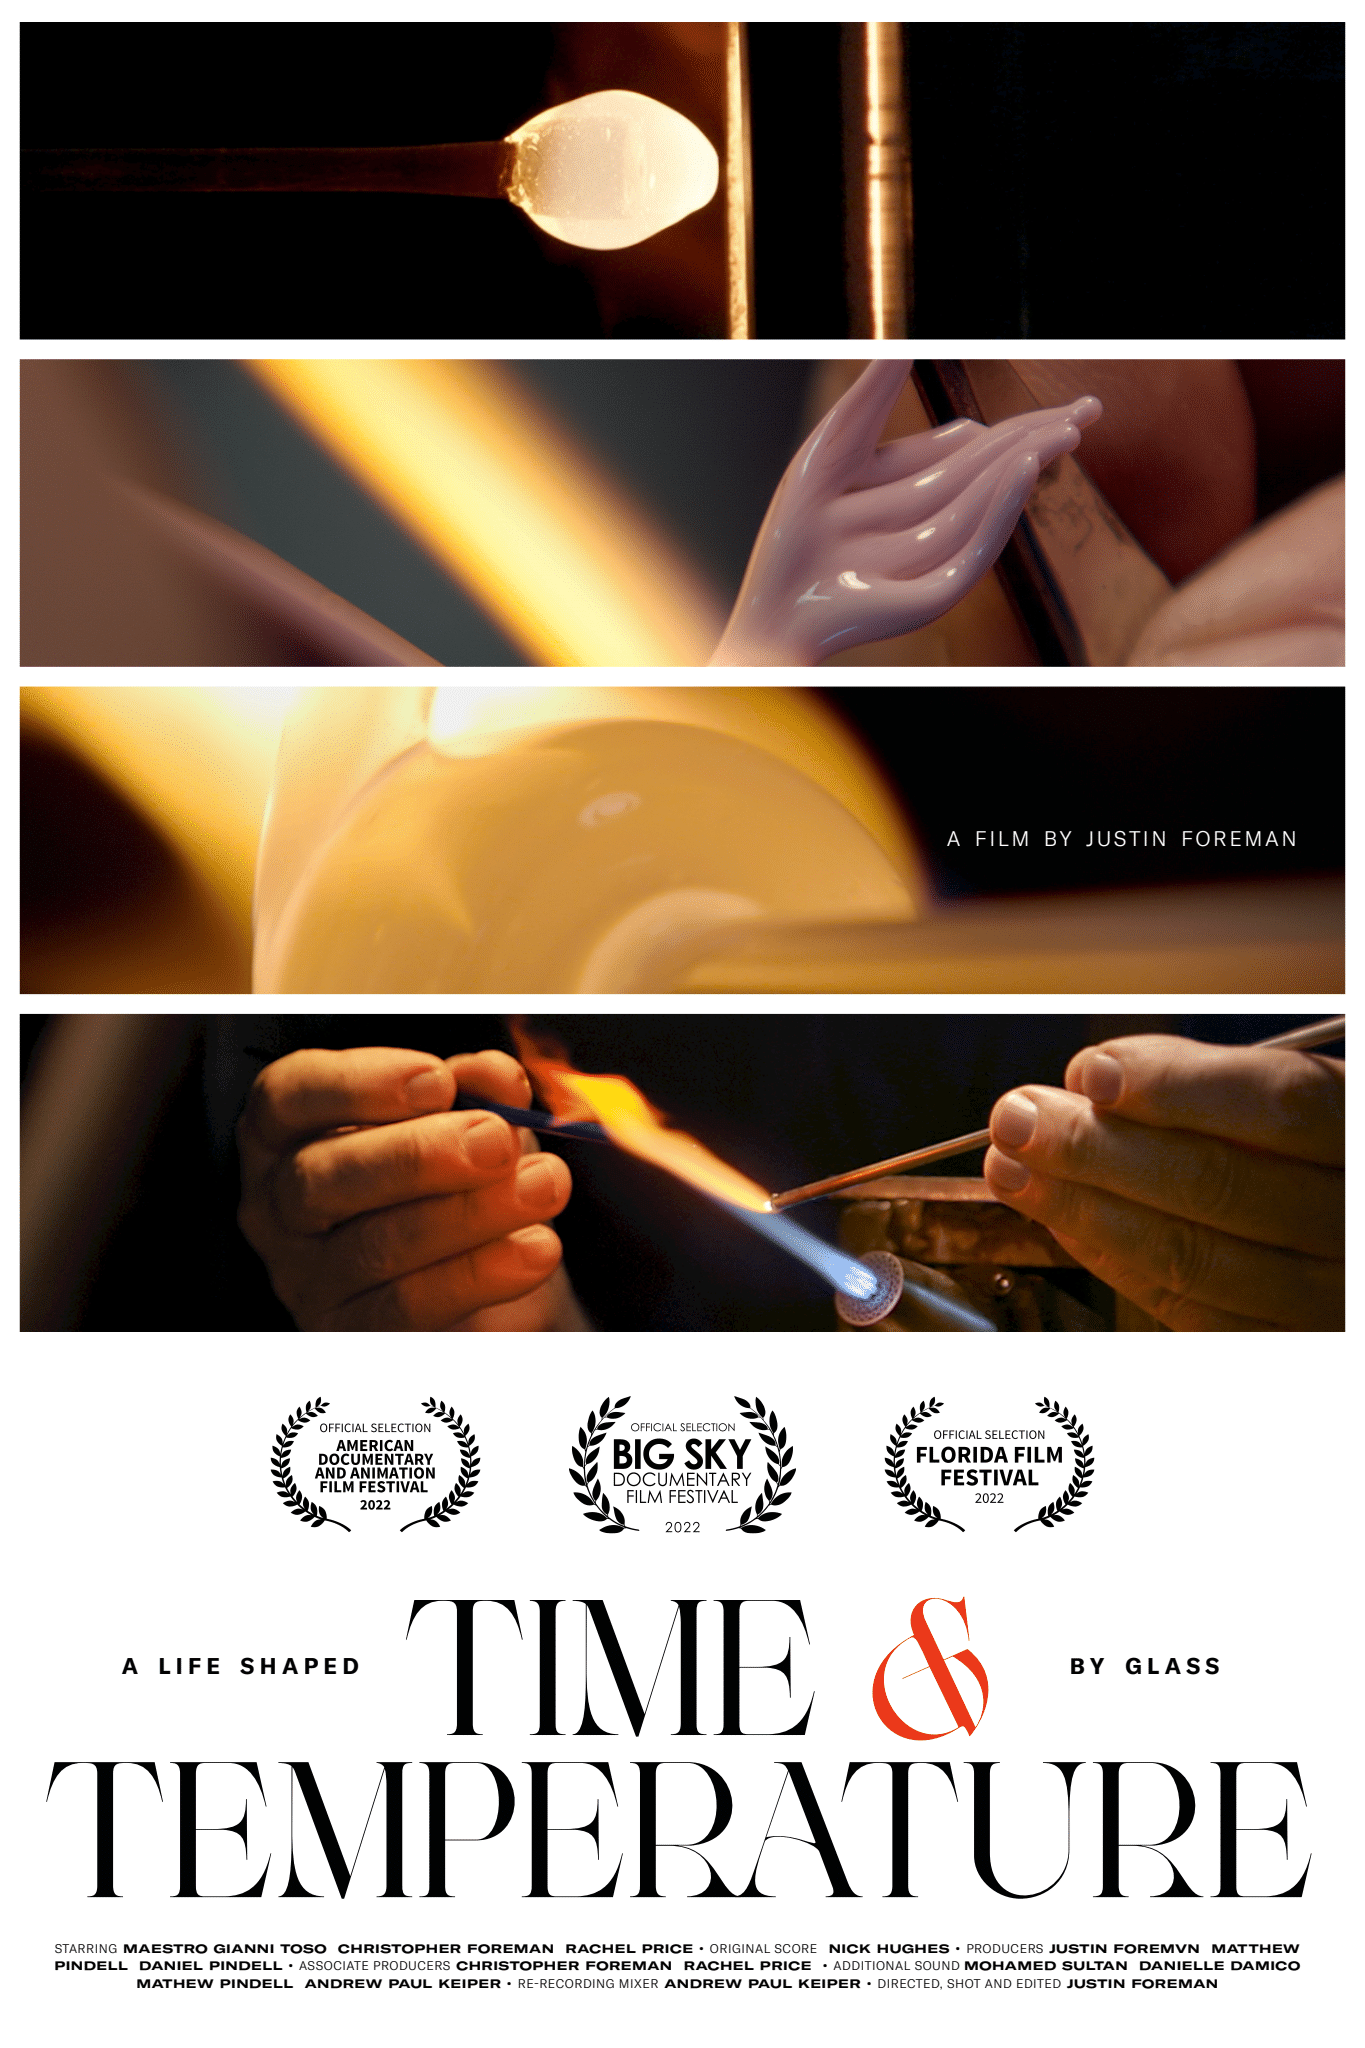 A FILM BY JUSTIN FOREMAN
OFFICIAL SELECTION
AMERICAN
DOCUMENTARY
AND ANIMATION
FILM FESTIVAL
2022
OFFICIAL SELECTION
BIG SKY
DOCUMENTARY
FILM FESTIVAL
2022
OFFICIAL SELECTION
FLORIDA FILM
FESTIVAL
2022
A LIFE SHAPED
TIME &
BY GLASS
TEMPERATURE
STARRING MAESTRO GIANNI TOSO CHRISTOPHER FOREMAN RACHEL PRICE • ORIGINAL SCORE NICK HUGHES • PRODUCERS JUSTIN FOREMVN MATTHEW
PINDELL DANIEL PINDELL • ASSOCIATE PRODUCERS CHRISTOPHER FOREMAN RACHEL PRICE • ADDITIONAL SOUND MOHAMED SULTAN DANIELLE DAMICO
MATHEW PINDELL ANDREW PAUL KEIPER • RE-RECORDING MIXER ANDREW PAUL KEIPER • DIRECTED, SHOT AND EDITED JUSTIN FOREMAN